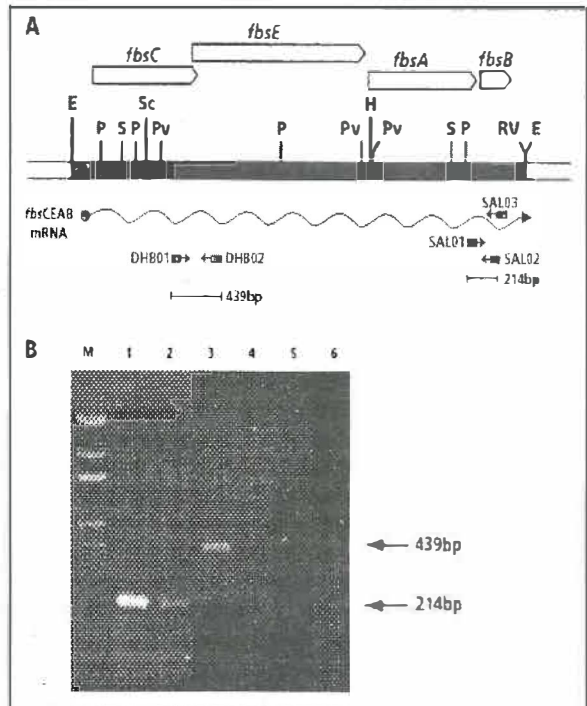 A
fbsE
fbsC
fbsA
fbsB
E
Sc
H
P
S
P
Pv
P
Pv
Pv
S
P
RV
E
fbsCEAB
mRNA
SAL03
SAL01
DHB01
DHB02
SAL02
439bp
214bp
B
M 1 2 3 4 5 6
439bp
214bp